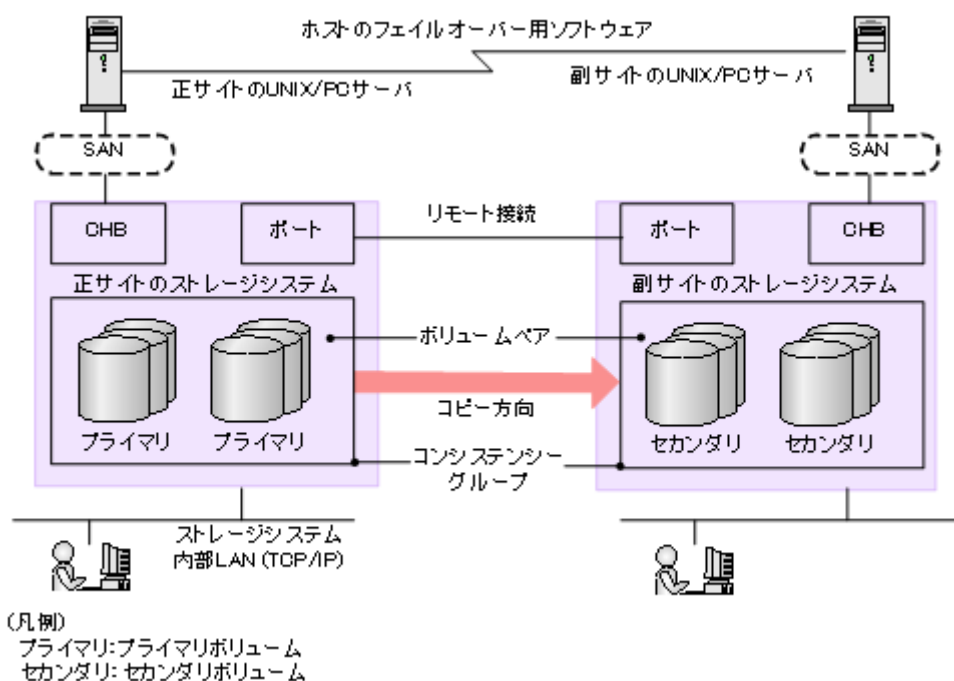 ホストのフェイルオーバー用ソフトウェア
正サイトのUNIX/PCサーバ
副サイトのUNIX/PCサーバ
SAN
SAN
CHB
ポート
リモート接続
ポート
CHB
正サイトのストレージシステム
副サイトのストレージシステム
ボリュームペア
コピー方向
プライマリ
プライマリ
セカンダリ
セカンダリ
コンシステンシー
グループ
ストレージシステム
内部LAN(TCP/IP)
(凡例)
プライマリ:プライマリボリューム
セカンダリ:セカンダリボリューム